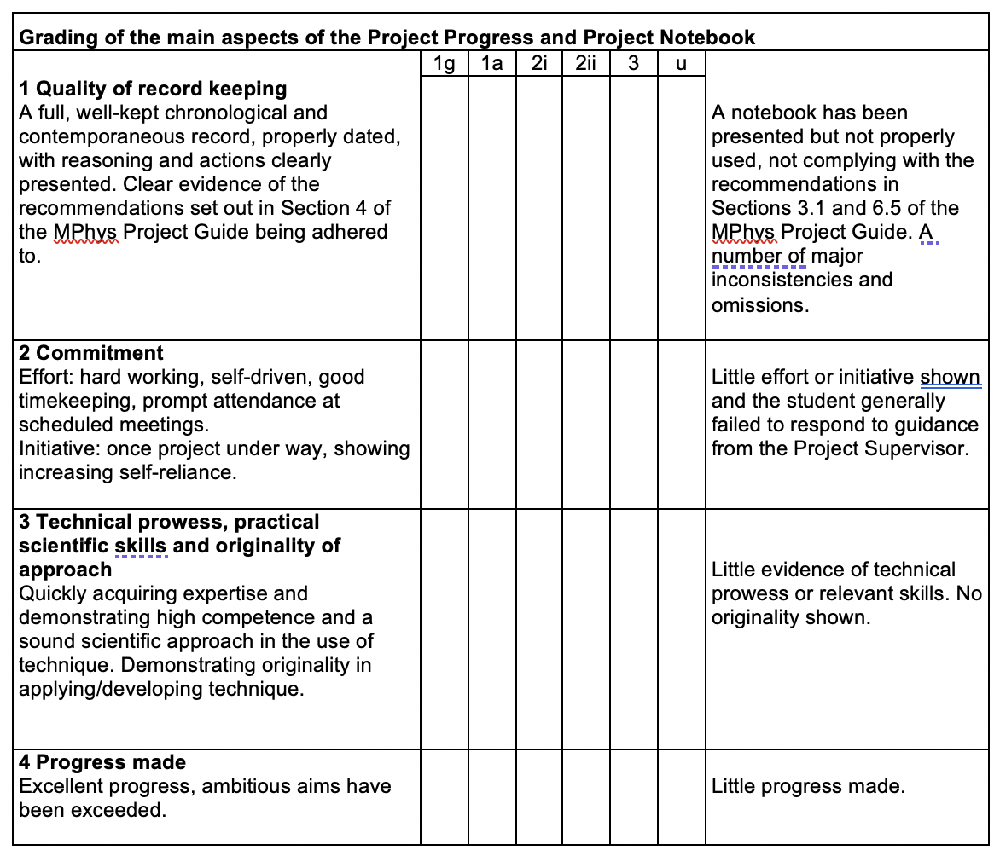 Grading of the main aspects of the Project Progress and Project Notebook
1g 1a 2i 2ii 3 u
1 Quality of record keeping
A full, well-kept chronological and
contemporaneous record, properly dated,
with reasoning and actions clearly
presented. Clear evidence of the
recommendations set out in Section 4 of
the MPhys Project Guide being adhered
to.
A notebook has been
presented but not properly
used, not complying with the
recommendations in
Sections 3.1 and 6.5 of the
MPhys Project Guide. A
number of major
inconsistencies and
omissions.
2 Commitment
Effort: hard working, self-driven, good
timekeeping, prompt attendance at
scheduled meetings.
Initiative: once project under way, showing
increasing self-reliance.
Little effort or initiative shown
and the student generally
failed to respond to guidance
from the Project Supervisor.
3 Technical prowess, practical
scientific skills and originality of
approach
Quickly acquiring expertise and
demonstrating high competence and a
sound scientific approach in the use of
technique. Demonstrating originality in
applying/developing technique.
Little evidence of technical
prowess or relevant skills. No
originality shown.
4 Progress made
Excellent progress, ambitious aims have
been exceeded.
Little progress made.